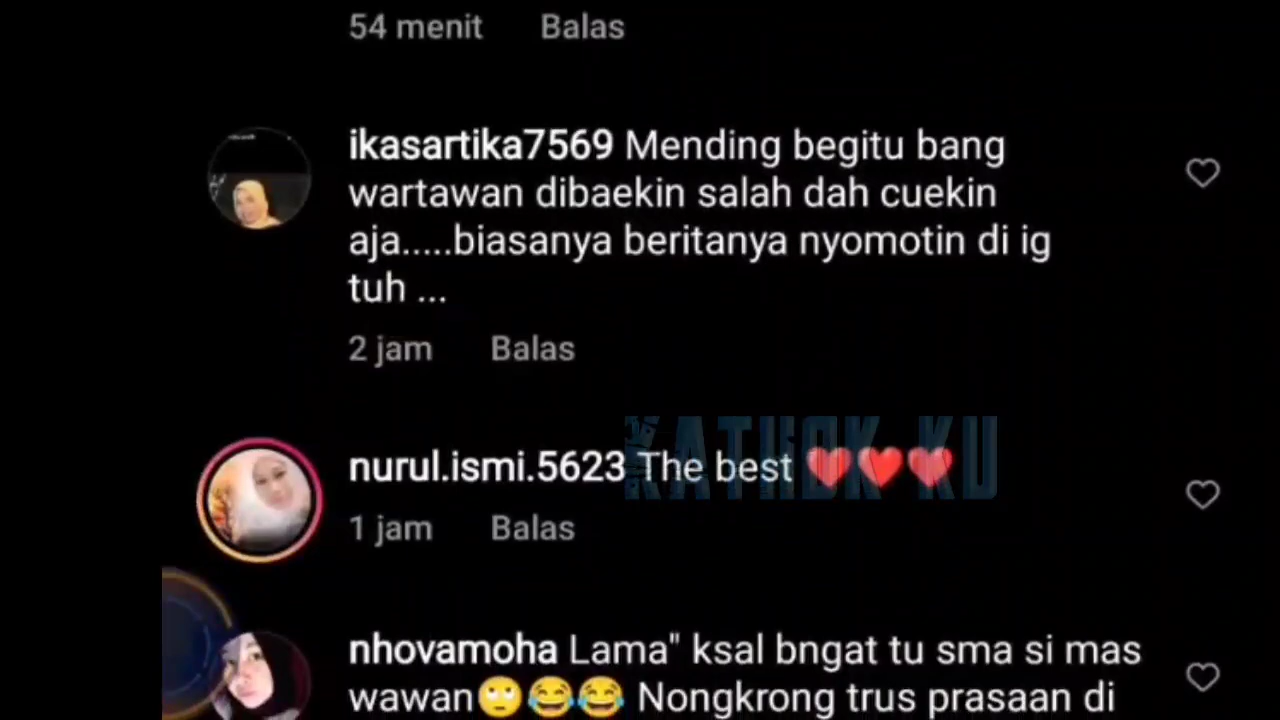 54 menit Balas
ikasartika7569 Mending begitu bang
wartawan dibaekin salah dah cuekin
aja.....biasanya beritanya nyomotin di ig
tuh ...
2 jam Balas
KATHOK KU
nurul.ismi.5623 The best ❤️❤️❤️
1 jam Balas
nhovamoha Lama" ksal bngat tu sma si mas
wawan🙄😂😂 Nongkrong trus prasaan di